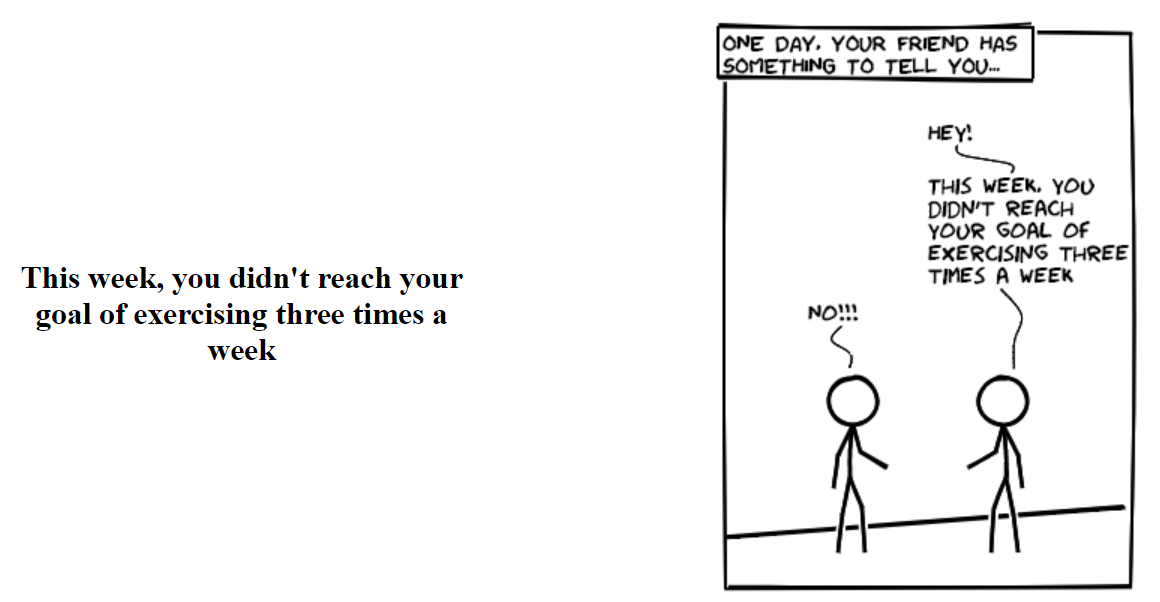 This week, you didn't reach your
goal of exercising three times a
week
ONE DAY, YOUR FRIEND HAS
SOMETHING TO TELL YOU...
HEY!
THIS WEEK, YOU
DIDN'T REACH
YOUR GOAL OF
EXERCISING THREE
TIMES A WEEK
NO!!!